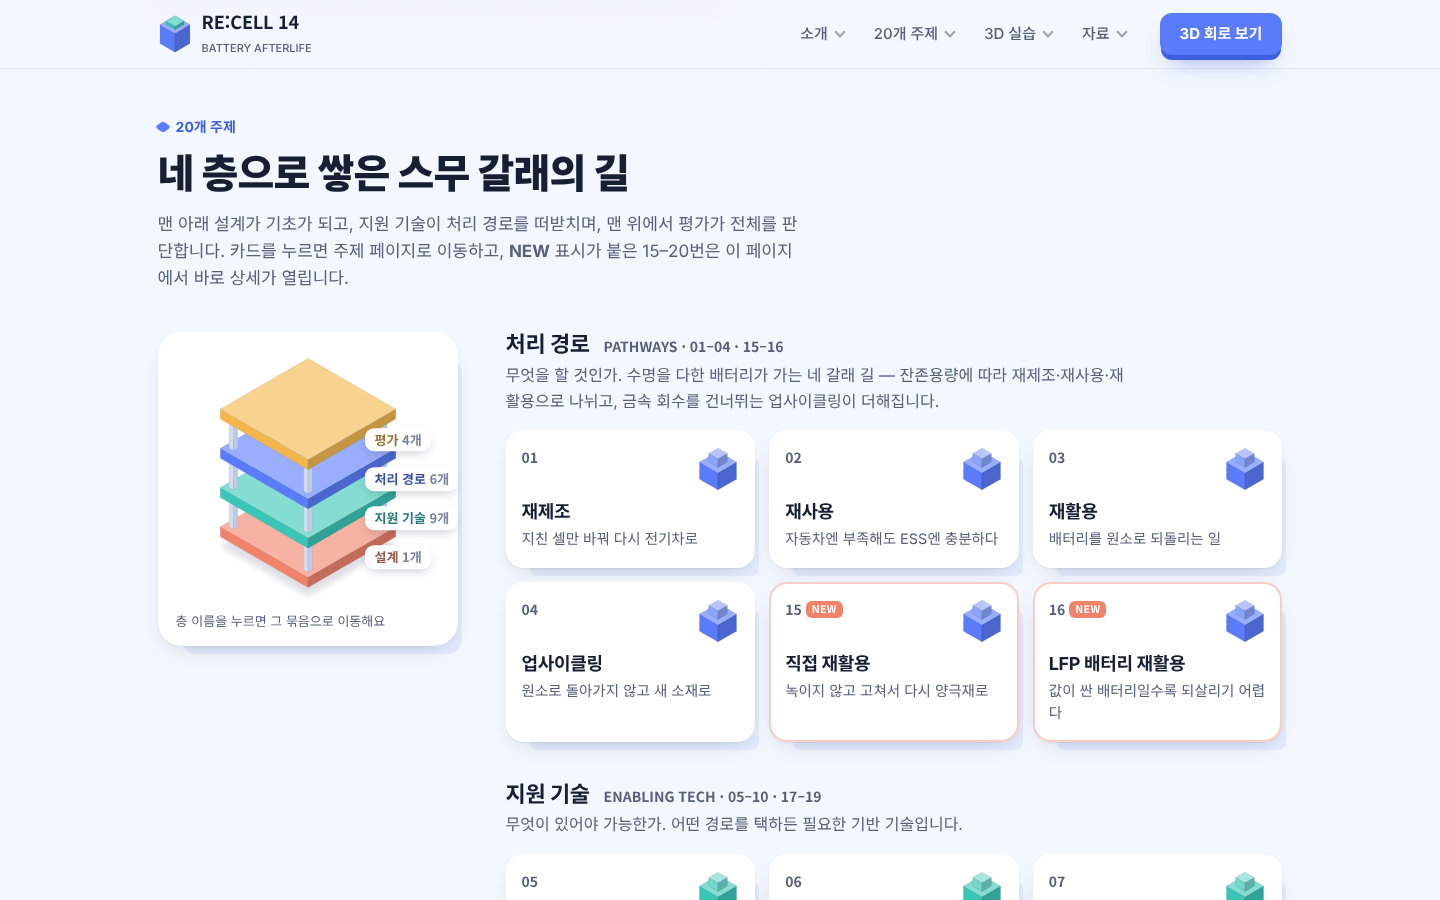 RE:CELL 14
BATTERY AFTERLIFE
소개
20개 주제
3D 실습
자료
3D 회로 보기
20개 주제
네 층으로 쌓은 스무 갈래의 길
맨 아래 설계가 기초가 되고, 지원 기술이 처리 경로를 떠받치며, 맨 위에서 평가가 전체를 판
단합니다. 카드를 누르면 주제 페이지로 이동하고, NEW 표시가 붙은 15–20번은 이 페이지
에서 바로 상세가 열립니다.
평가 4개
처리 경로 6개
지원 기술 9개
설계 1개
층 이름을 누르면 그 묶음으로 이동해요
처리 경로 PATHWAYS · 01–04 · 15–16
무엇을 할 것인가. 수명을 다한 배터리가 가는 네 갈래 길 — 잔존용량에 따라 재제조·재사용·재
활용으로 나뉘고, 금속 회수를 건너뛰는 업사이클링이 더해집니다.
01
재제조
지친 셀만 바꿔 다시 전기차로
02
재사용
자동차엔 부족해도 ESS엔 충분하다
03
재활용
배터리를 원소로 되돌리는 일
04
업사이클링
원소로 돌아가지 않고 새 소재로
15 NEW
직접 재활용
녹이지 않고 고쳐서 다시 양극재로
16 NEW
LFP 배터리 재활용
값이 싼 배터리일수록 되살리기 어렵
다
지원 기술 ENABLING TECH · 05–10 · 17–19
무엇이 있어야 가능한가. 어떤 경로를 택하든 필요한 기반 기술입니다.
05
06
07